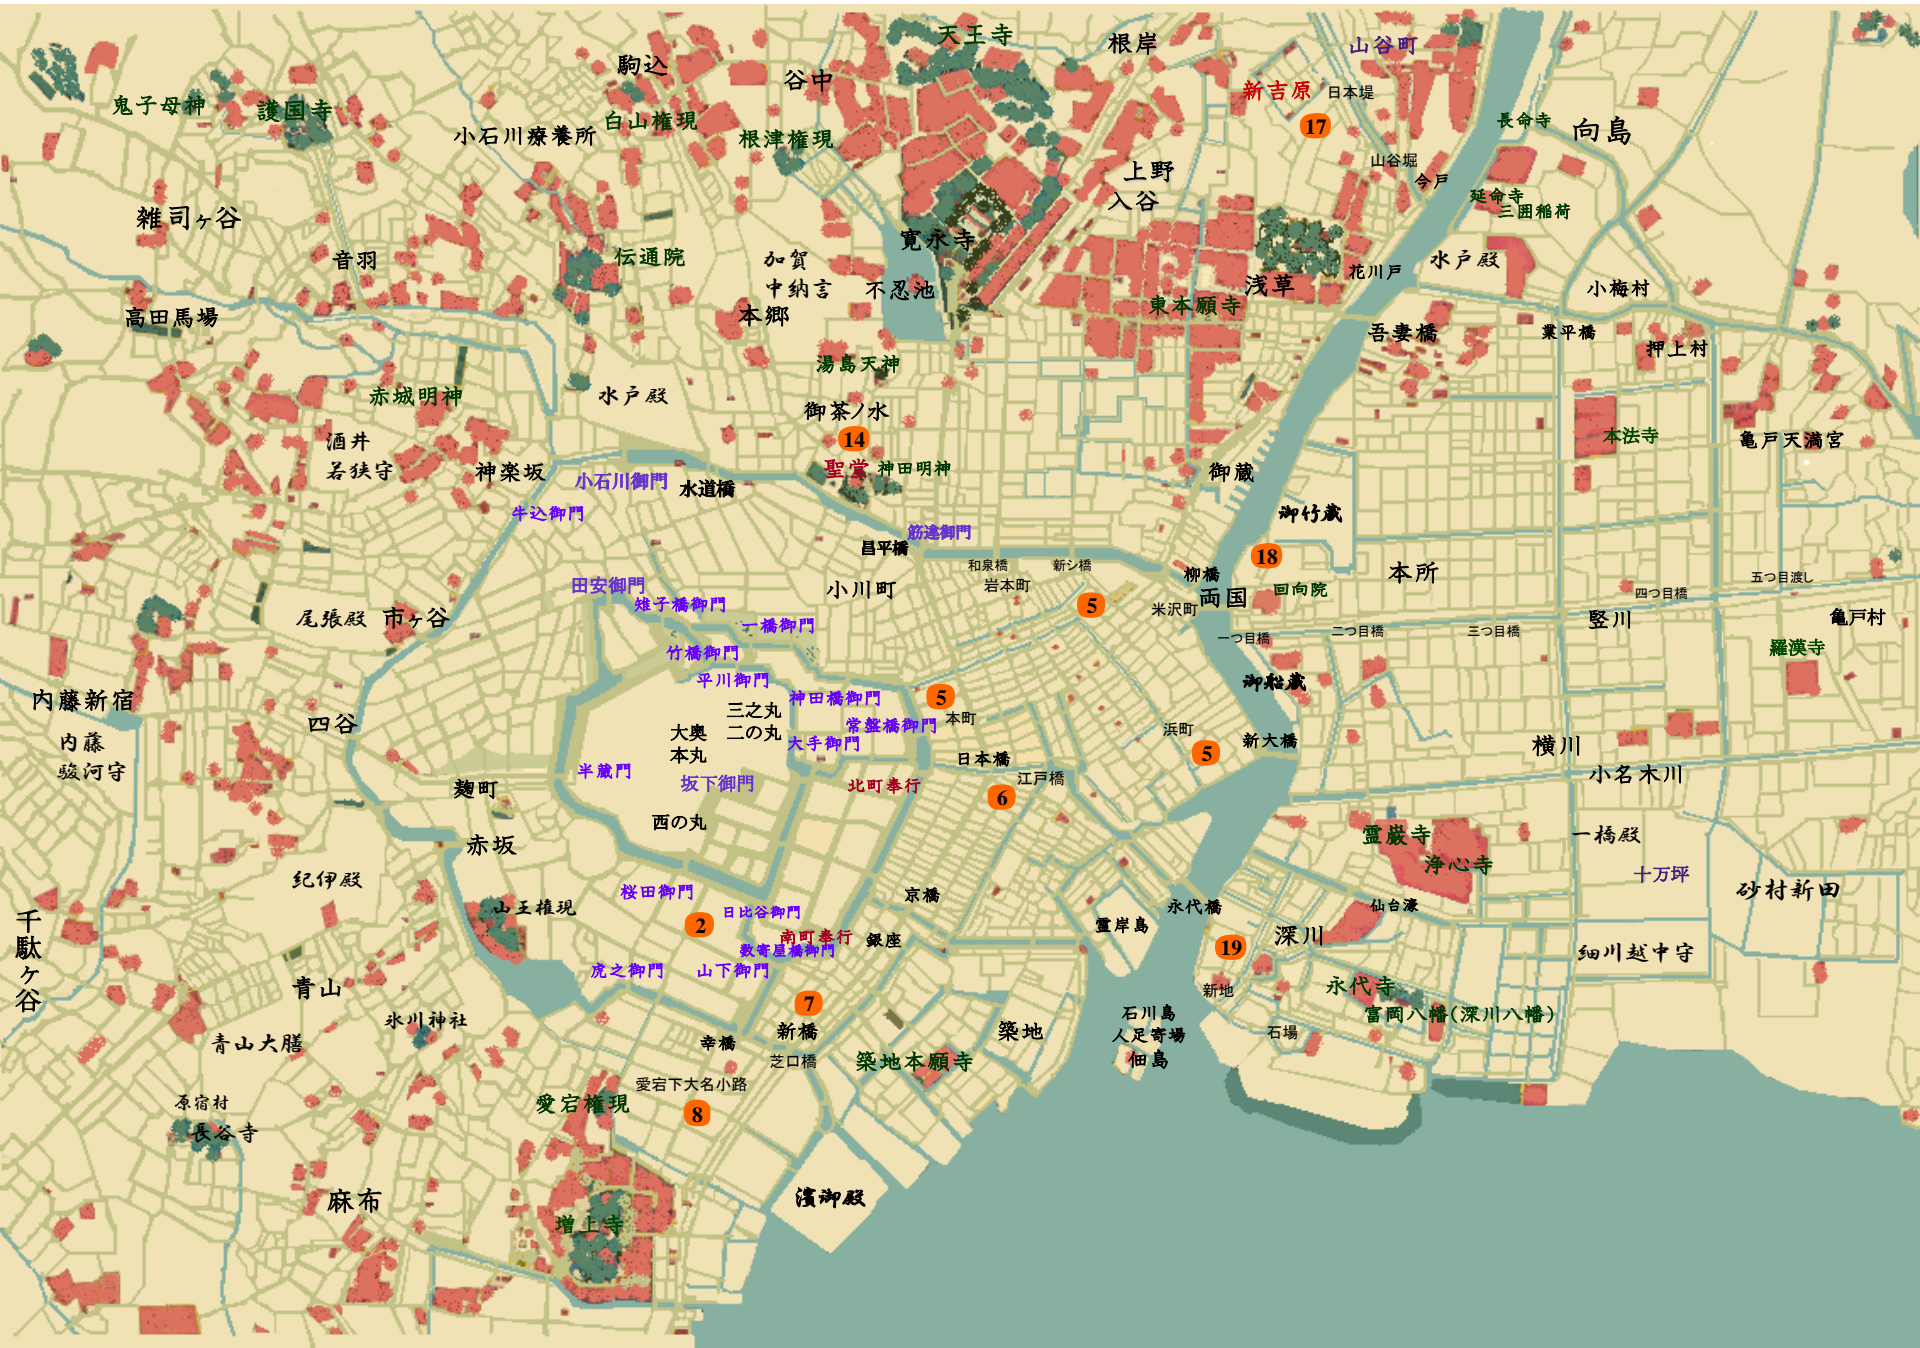 天王寺
根岸
山谷町
駒込
谷中
新吉原
日本堤
鬼子母神
護国寺
白山権現
小石川療養所
根津権現
17
長命寺
向島
山谷堀
上野
入谷
今戸
延命寺
三囲稲荷
雑司ヶ谷
寛永寺
伝通院
音羽
加賀
中納言
不忍池
本郷
浅草
花川戸
水戸殿
東本願寺
小梅村
高田馬場
吾妻橋
業平橋
押上村
湯島天神
赤城明神
水戸殿
御茶ノ水
14
聖堂
神田明神
酒井
若狭守
神楽坂
小石川御門
水道橋
牛込御門
御蔵
御竹蔵
本法寺
亀戸天満宮
筋違御門
昌平橋
和泉橋
新シ橋
岩本町
小川町
5
柳橋
18
両国
米沢町
回向院
本所
四つ目橋
五つ目渡し
竪川
亀戸村
一つ目橋
二つ目橋
三つ目橋
羅漢寺
田安御門
雉子橋御門
一橋御門
竹橋御門
平川御門
尾張殿
市ヶ谷
神田橋御門
5
本町
常盤橋御門
三之丸
二の丸
大奥
本丸
大手御門
御船蔵
浜町
5
新大橋
内藤新宿
四谷
内藤
駿河守
日本橋
江戸橋
6
横川
小名木川
半蔵門
坂下御門
北町奉行
麹町
西の丸
赤坂
霊巌寺
浄心寺
一橋殿
十万坪
砂村新田
紀伊殿
桜田御門
京橋
山王権現
2
日比谷御門
南町奉行
数寄屋橋御門
銀座
霊岸島
永代橋
仙台濠
19
深川
細川越中守
千駄ヶ谷
虎之御門
山下御門
青山
7
新地
永代寺
富岡八幡(深川八幡)
氷川神社
青山大膳
新橋
幸橋
芝口橋
築地
石川島
人足寄場
佃島
石場
築地本願寺
愛宕下大名小路
愛宕権現
8
原宿村
長谷寺
麻布
濱御殿
増上寺